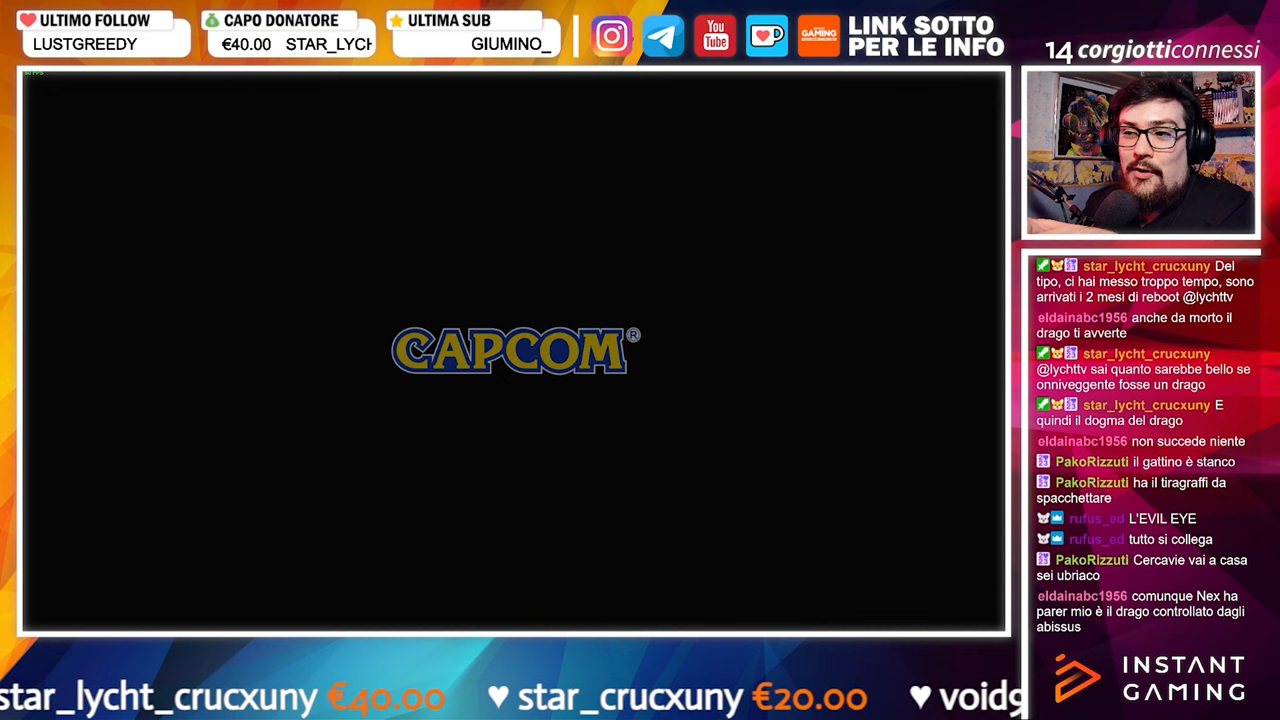 ULTIMO FOLLOW
LUSTGREEDY
CAPO DONATORE
€40.00 STAR_LYCH
ULTIMA SUB
GIUMINO_
You
Tube
GAMING
LINK SOTTO
PER LE INFO
14 corgiotticonnessi
CAPCOM®
star_lycht_crucxuny Del
tipo, ci hai messo troppo tempo, sono
arrivati i 2 mesi di reboot @lychttv
eldainabc1956 anche da morto il
drago ti avverte
star_lycht_crucxuny
@lychttv sai quanto sarebbe bello se
onniveggente fosse un drago
star_lycht_crucxuny E
quindi il dogma del drago
eldainabc1956 non succede niente
PakoRizzuti il gattino è stanco
PakoRizzuti ha il tiragraffi da
spacchettare
rufus_ed L'EVIL EYE
rufus_ed tutto si collega
PakoRizzuti Cercavie vai a casa
sei ubriaco
eldainabc1956 comunque Nex ha
parer mio è il drago controllato dagli
abissus
INSTANT
GAMING
star_lycht_crucxuny €40.00 ♥ star_crucxuny €20.00 ♥ voidg